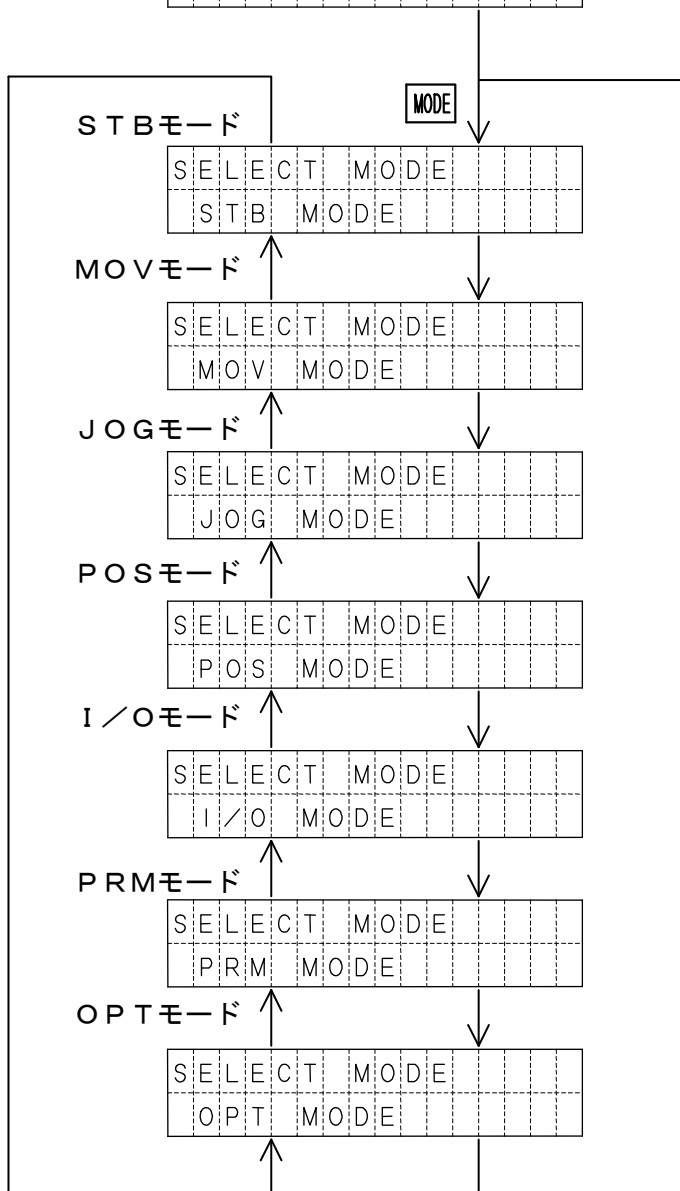 MODE
STBモード
SELECT MODE
STB MODE
MOVモード
SELECT MODE
MOV MODE
JOGモード
SELECT MODE
JOG MODE
POSモード
SELECT MODE
POS MODE
I/Oモード
SELECT MODE
I/O MODE
PRMモード
SELECT MODE
PRM MODE
OPTモード
SELECT MODE
OPT MODE